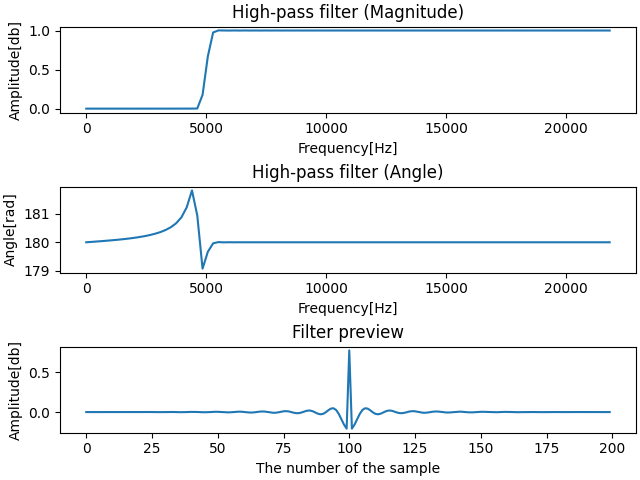 High-pass filter (Magnitude)
Amplitude[db]
1.0
0.5
0.0
0 5000 10000 15000 20000
Frequency[Hz]
High-pass filter (Angle)
Angle[rad]
181
180
179
0 5000 10000 15000 20000
Frequency[Hz]
Filter preview
Amplitude[db]
0.5
0.0
0 25 50 75 100 125 150 175 200
The number of the sample